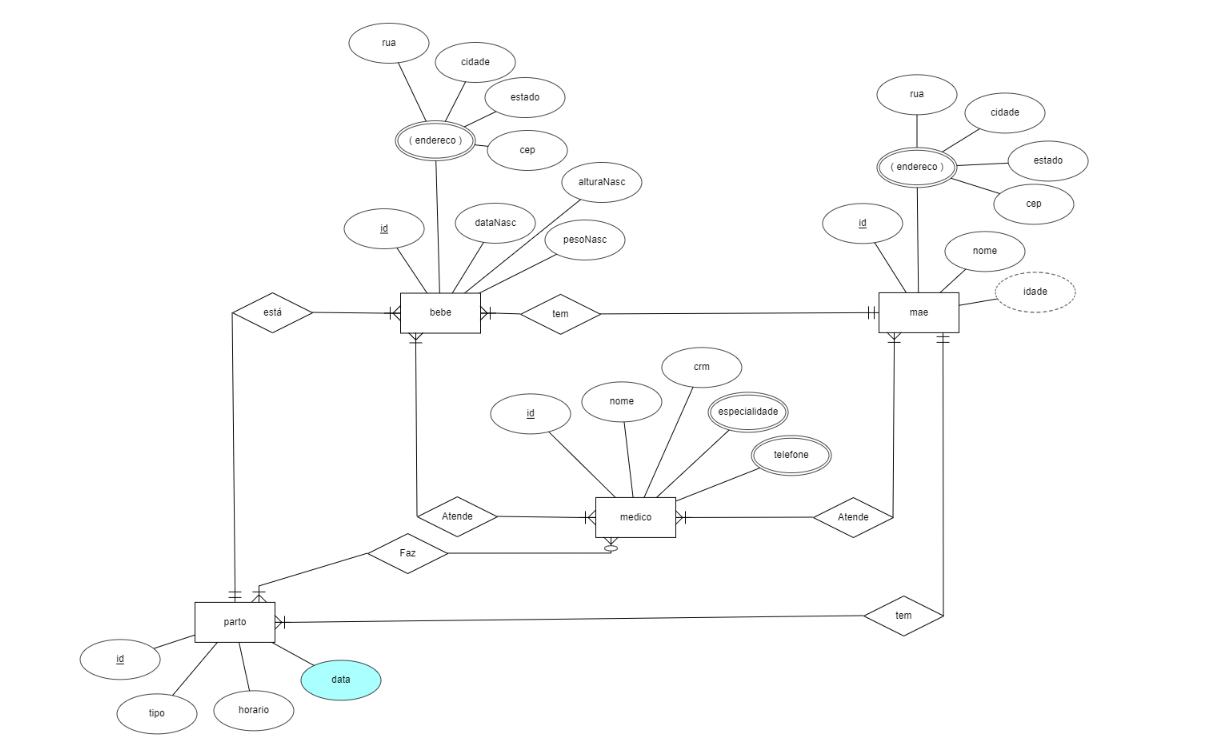 rua
cidade
estado
( endereco )
cep
alturaNasc
id
dataNasc
pesoNasc
rua
cidade
( endereco )
estado
cep
id
nome
idade
está
bebe
tem
mae
crm
id
nome
especialidade
telefone
Atende
medico
Atende
Faz
parto
tem
id
data
tipo
horario